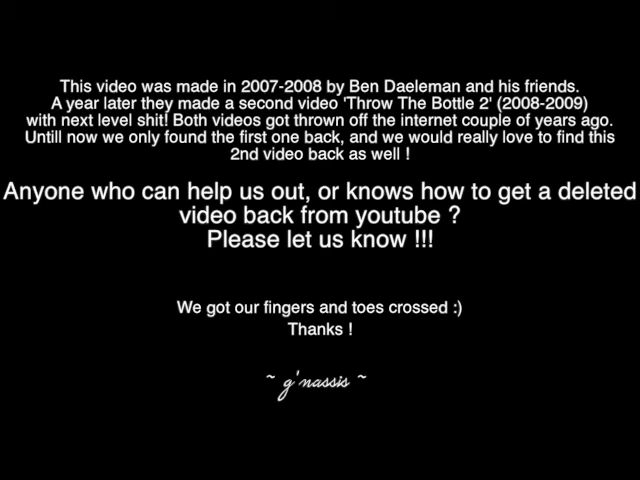 This video was made in 2007-2008 by Ben Daeleman and his friends.
A year later they made a second video 'Throw The Bottle 2' (2008-2009)
with next level shit! Both videos got thrown off the internet couple of years ago.
Untill now we only found the first one back, and we would really love to find this
2nd video back as well !
Anyone who can help us out, or knows how to get a deleted
video back from youtube ?
Please let us know !!!
We got our fingers and toes crossed :)
Thanks !
~ g'nassis ~